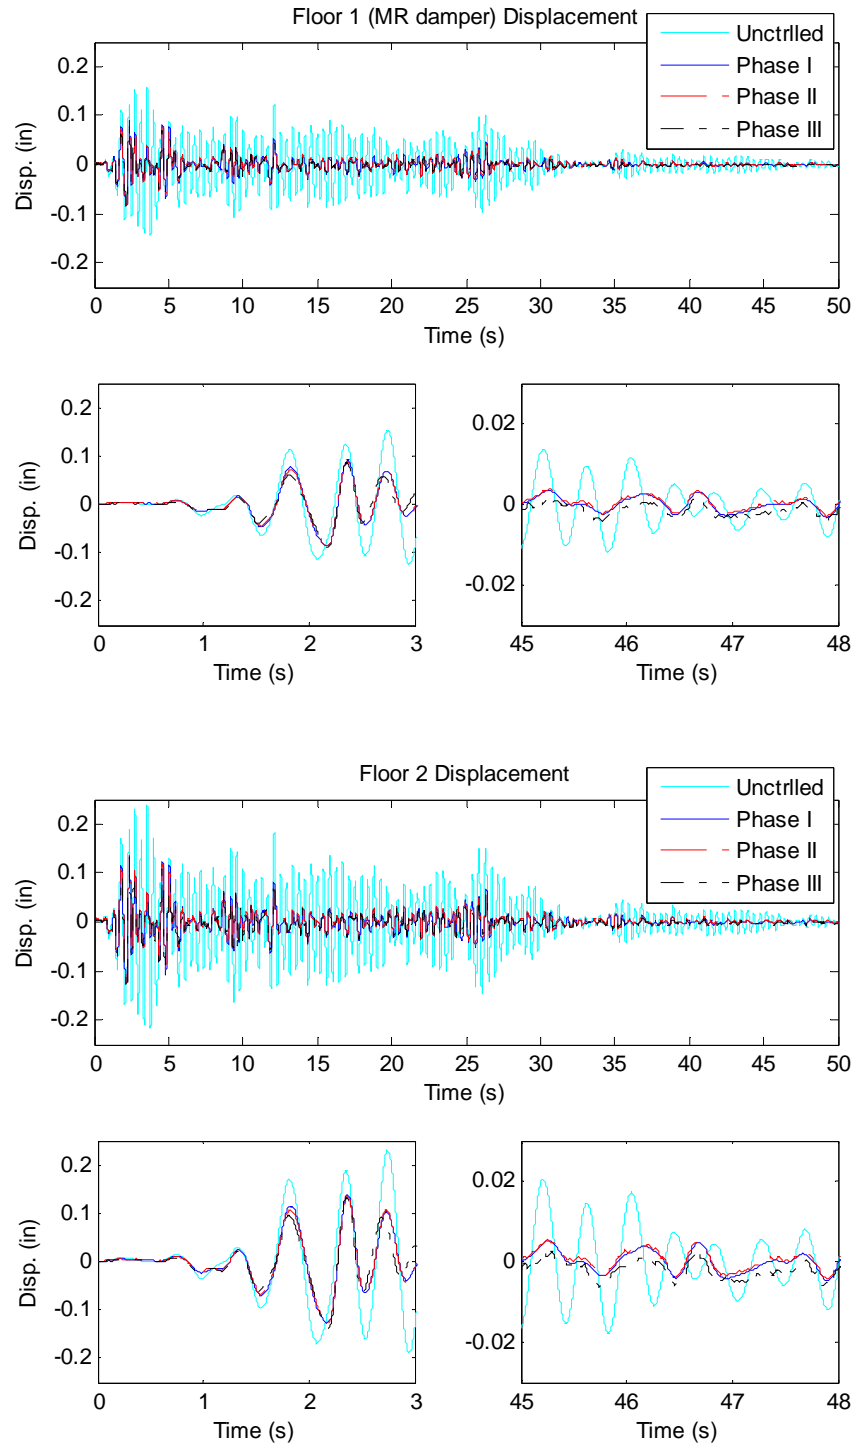 Floor 1 (MR damper) Displacement
Unctrlled
Phase I
Phase II
Phase III
0.2
0.1
0
-0.1
-0.2
Disp. (in)
0 5 10 15 20 25 30 35 40 45 50
Time (s)
0.2
0.1
0
-0.1
-0.2
Disp. (in)
0 1 2 3
Time (s)
0.02
0
-0.02
45 46 47 48
Time (s)
Floor 2 Displacement
Unctrlled
Phase I
Phase II
Phase III
0.2
0.1
0
-0.1
-0.2
Disp. (in)
0 5 10 15 20 25 30 35 40 45 50
Time (s)
0.2
0.1
0
-0.1
-0.2
Disp. (in)
0 1 2 3
Time (s)
0.02
0
-0.02
45 46 47 48
Time (s)